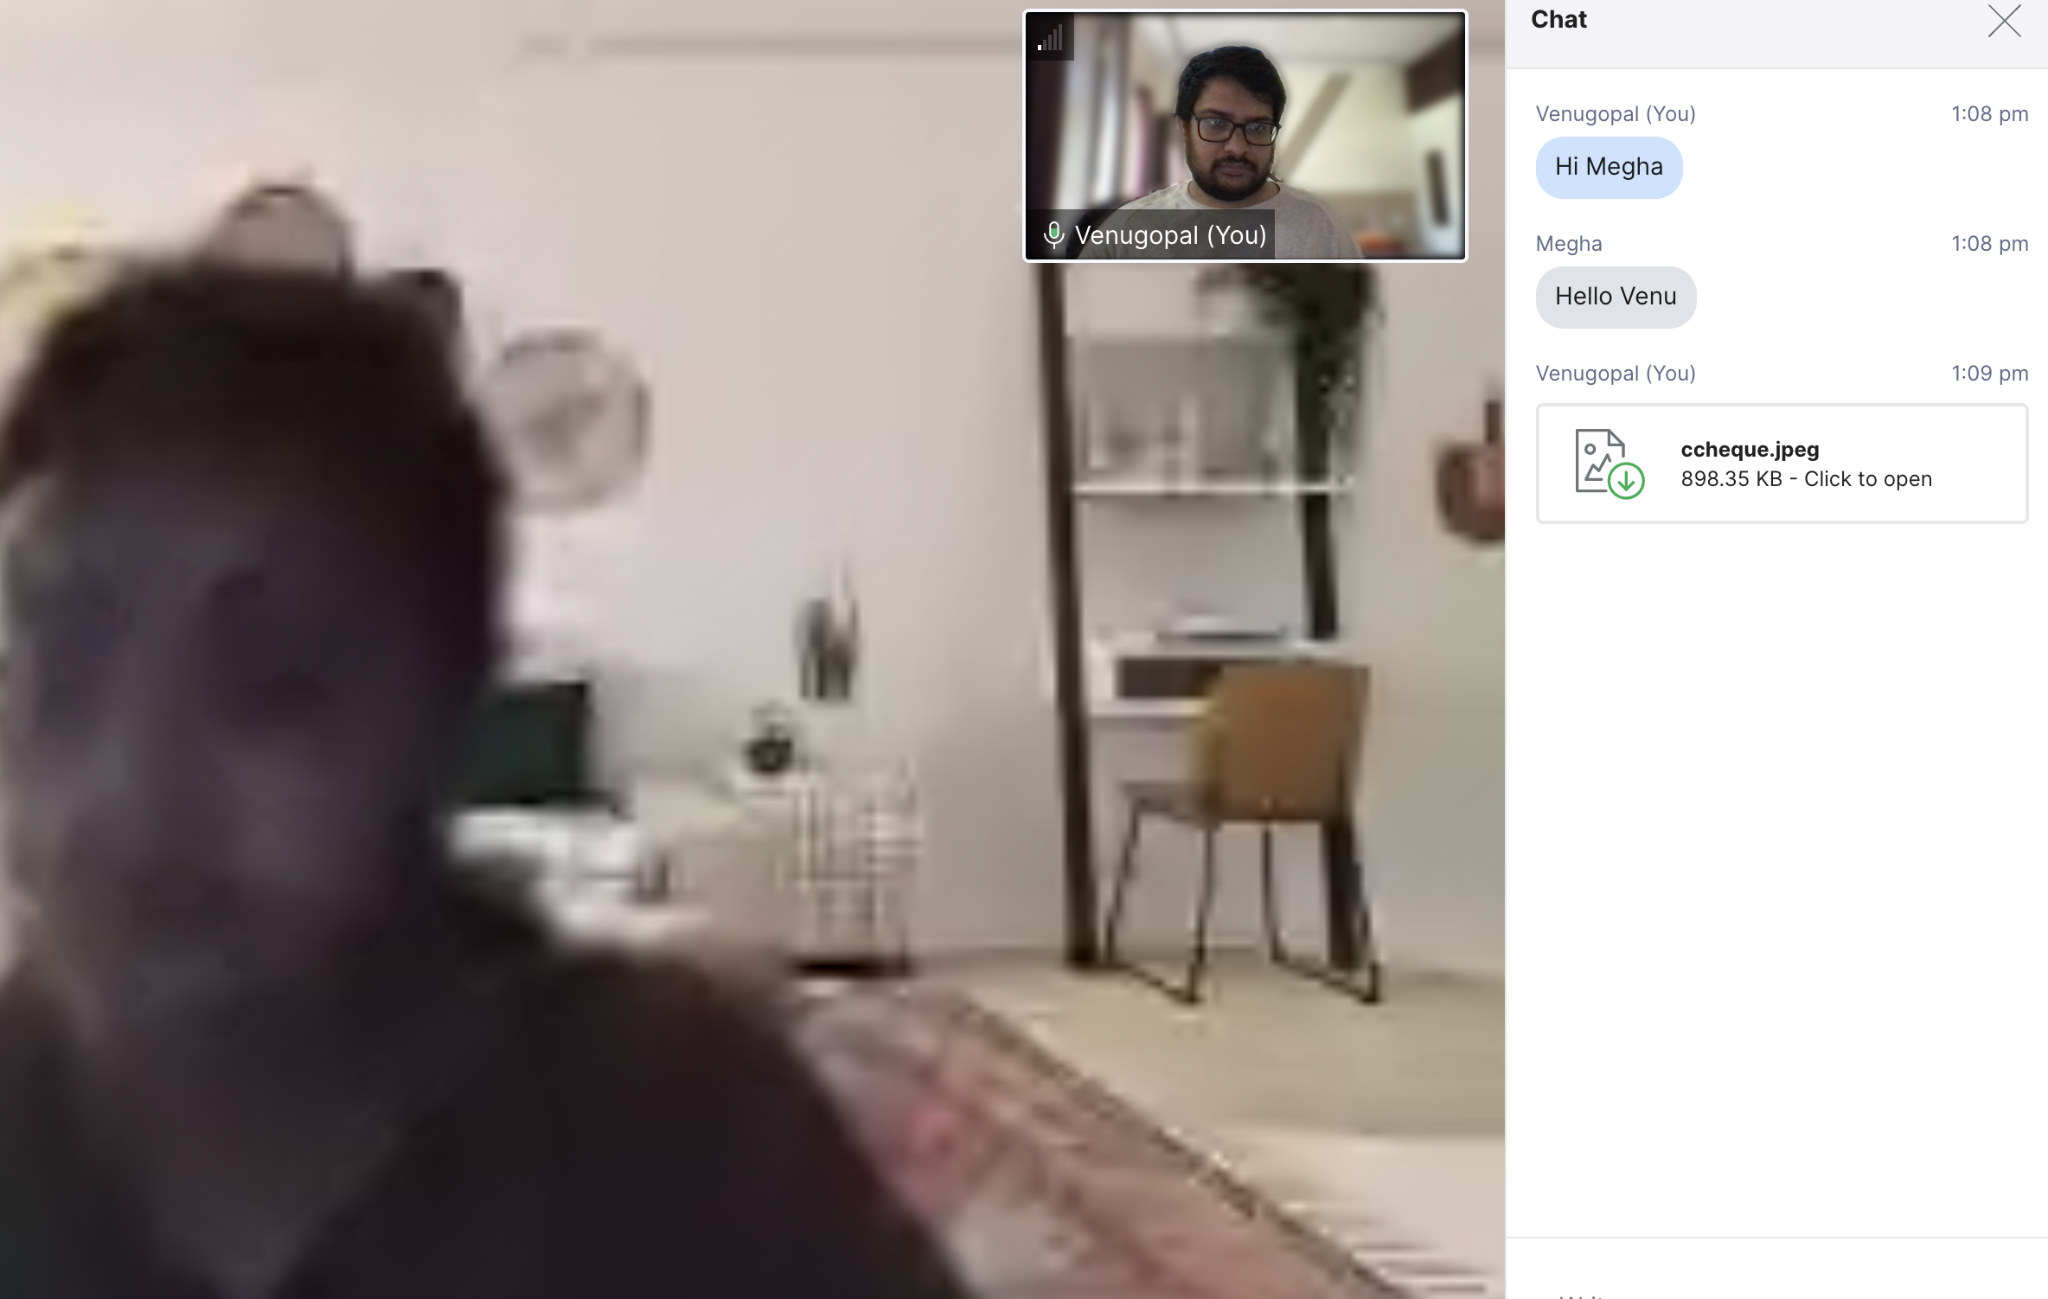 Chat
Venugopal (You) 1:08 pm
Hi Megha
Megha 1:08 pm
Hello Venu
Venugopal (You) 1:09 pm
ccheque.jpeg
898.35 KB - Click to open
Venugopal (You)